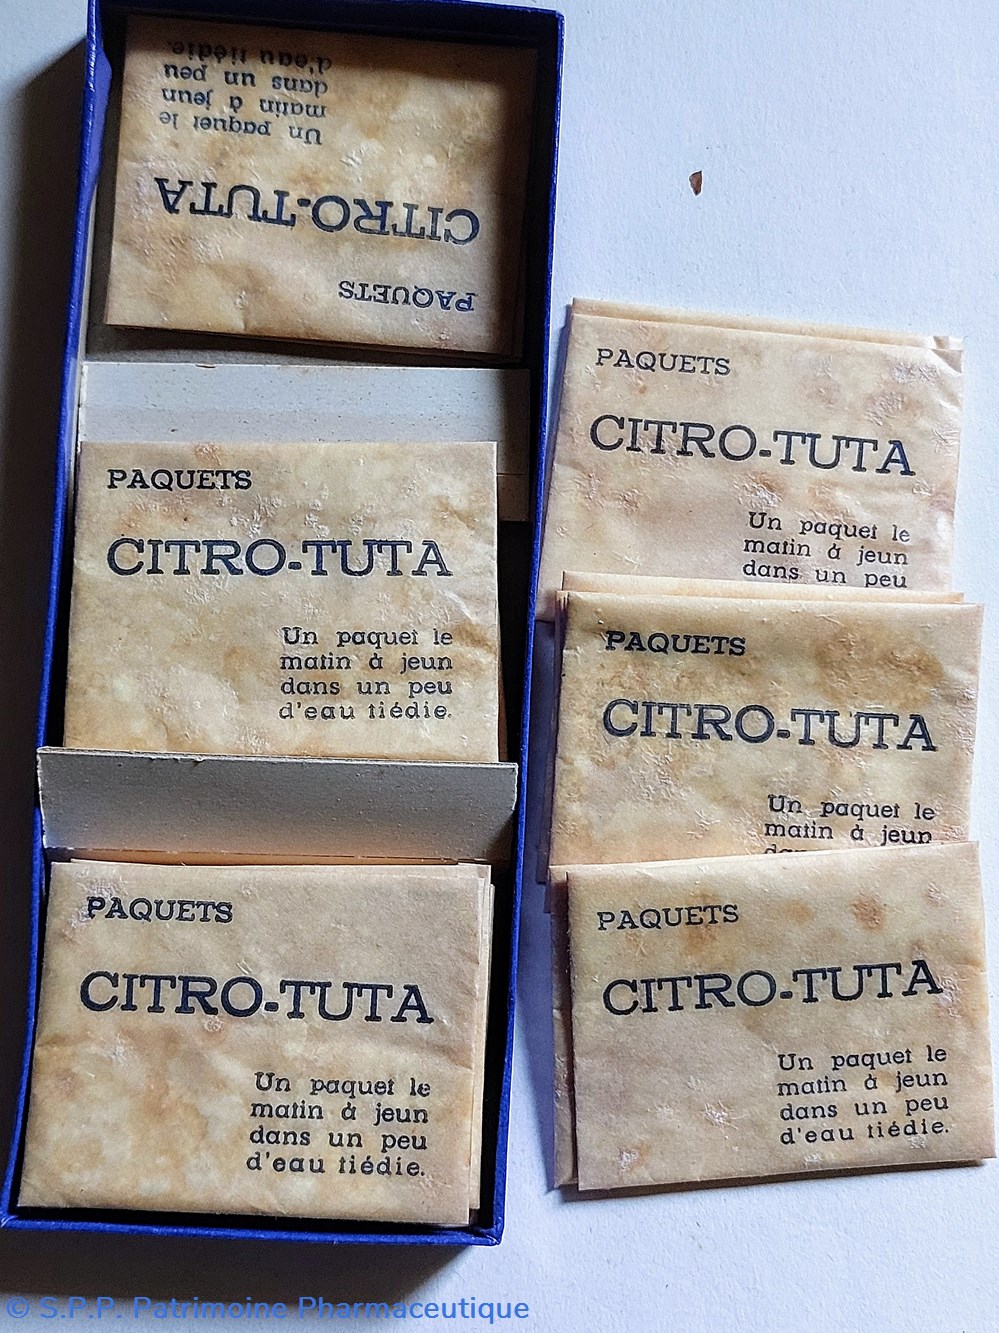 PAQUETS
CITRO-TUTA
Un paquet le
matin à jeun
dans un peu
d'eau tiédie.
PAQUETS
CITRO-TUTA
Un paquet le
matin à jeun
dans un peu
d'eau tiédie.
PAQUETS
CITRO-TUTA
Un paquet le
matin à jeun
dans un peu
d'eau tiédie.
PAQUETS
CITRO-TUTA
Un paquet le
matin à jeun
dans un peu
PAQUETS
CITRO-TUTA
Un paquet le
matin à jeun
PAQUETS
CITRO-TUTA
Un paquet le
matin à jeun
dans un peu
d'eau tiédie.
© S.P.P. Patrimoine Pharmaceutique